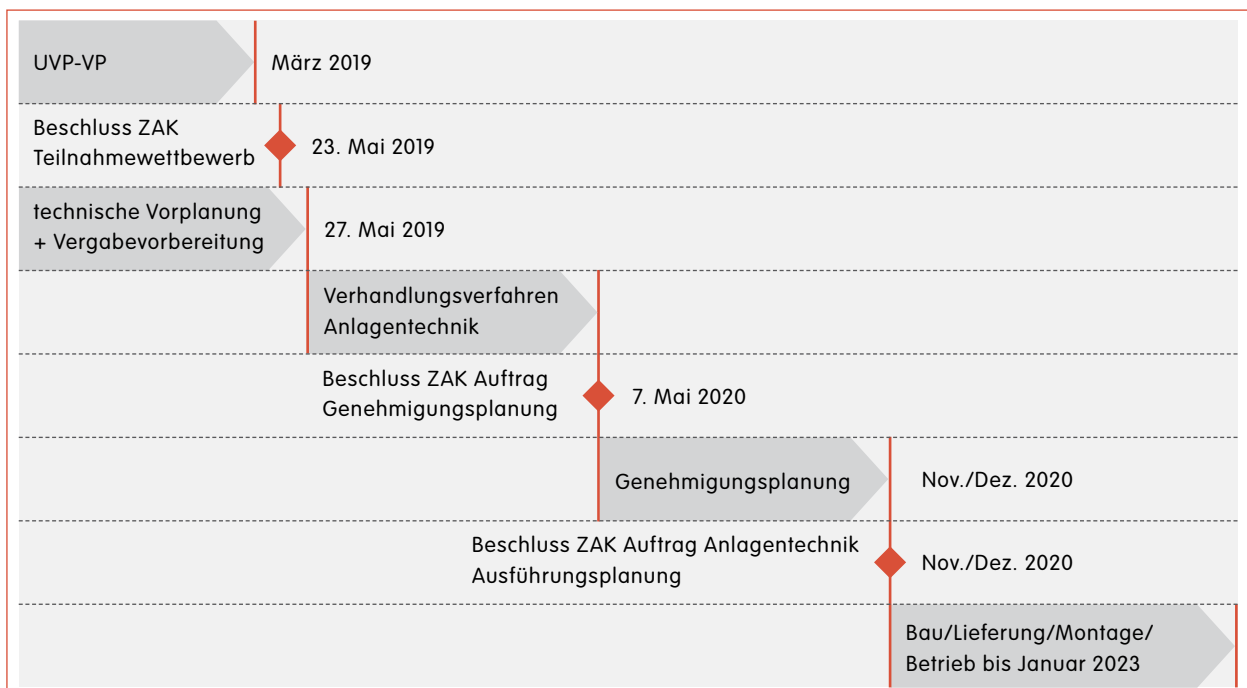 UVP-VP
März 2019
Beschluss ZAK
Teilnahmewettbewerb
23. Mai 2019
technische Vorplanung
+ Vergabevorbereitung
27. Mai 2019
Verhandlungsverfahren
Anlagentechnik
Beschluss ZAK Auftrag
Genehmigungsplanung
7. Mai 2020
Genehmigungsplanung
Nov./Dez. 2020
Beschluss ZAK Auftrag Anlagentechnik
Ausführungsplanung
Nov./Dez. 2020
Bau/Lieferung/Montage/
Betrieb bis Januar 2023